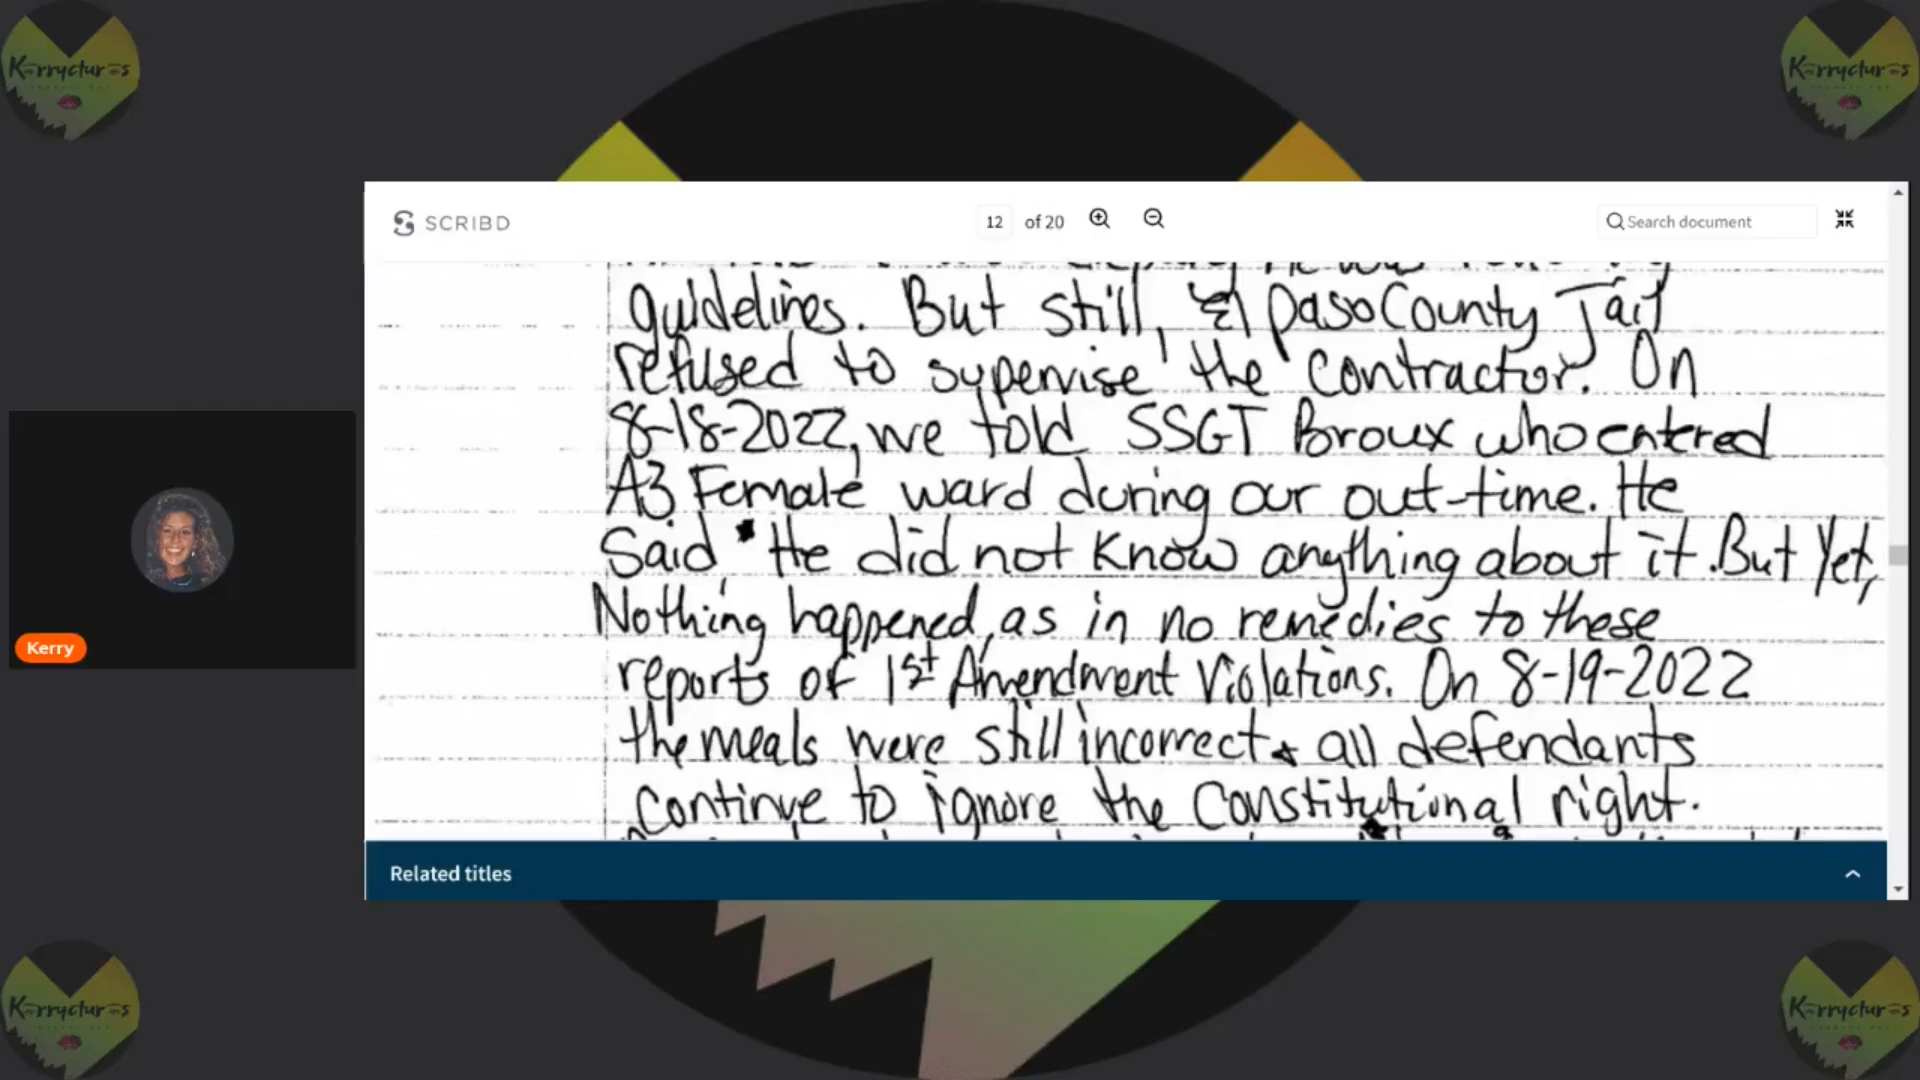 Kerryctures
Kerryctures
SCRIBD
12 of 20
Search document
guidelines. But still, El Paso County Jail
refused to supervise the contractor. On
8-18-2022, we told SSGT Broux who entered
A3 Female ward during our out-time. He
Said "He did not know anything about it. But Yet,
Nothing happened, as in no remedies to these
reports of 1st Amendment Violations. On 8-19-2022
the meals were still incorrect & all defendants
continue to ignore the Constitutional right.
Kerry
Related titles
Kerryctures
Kerryctures